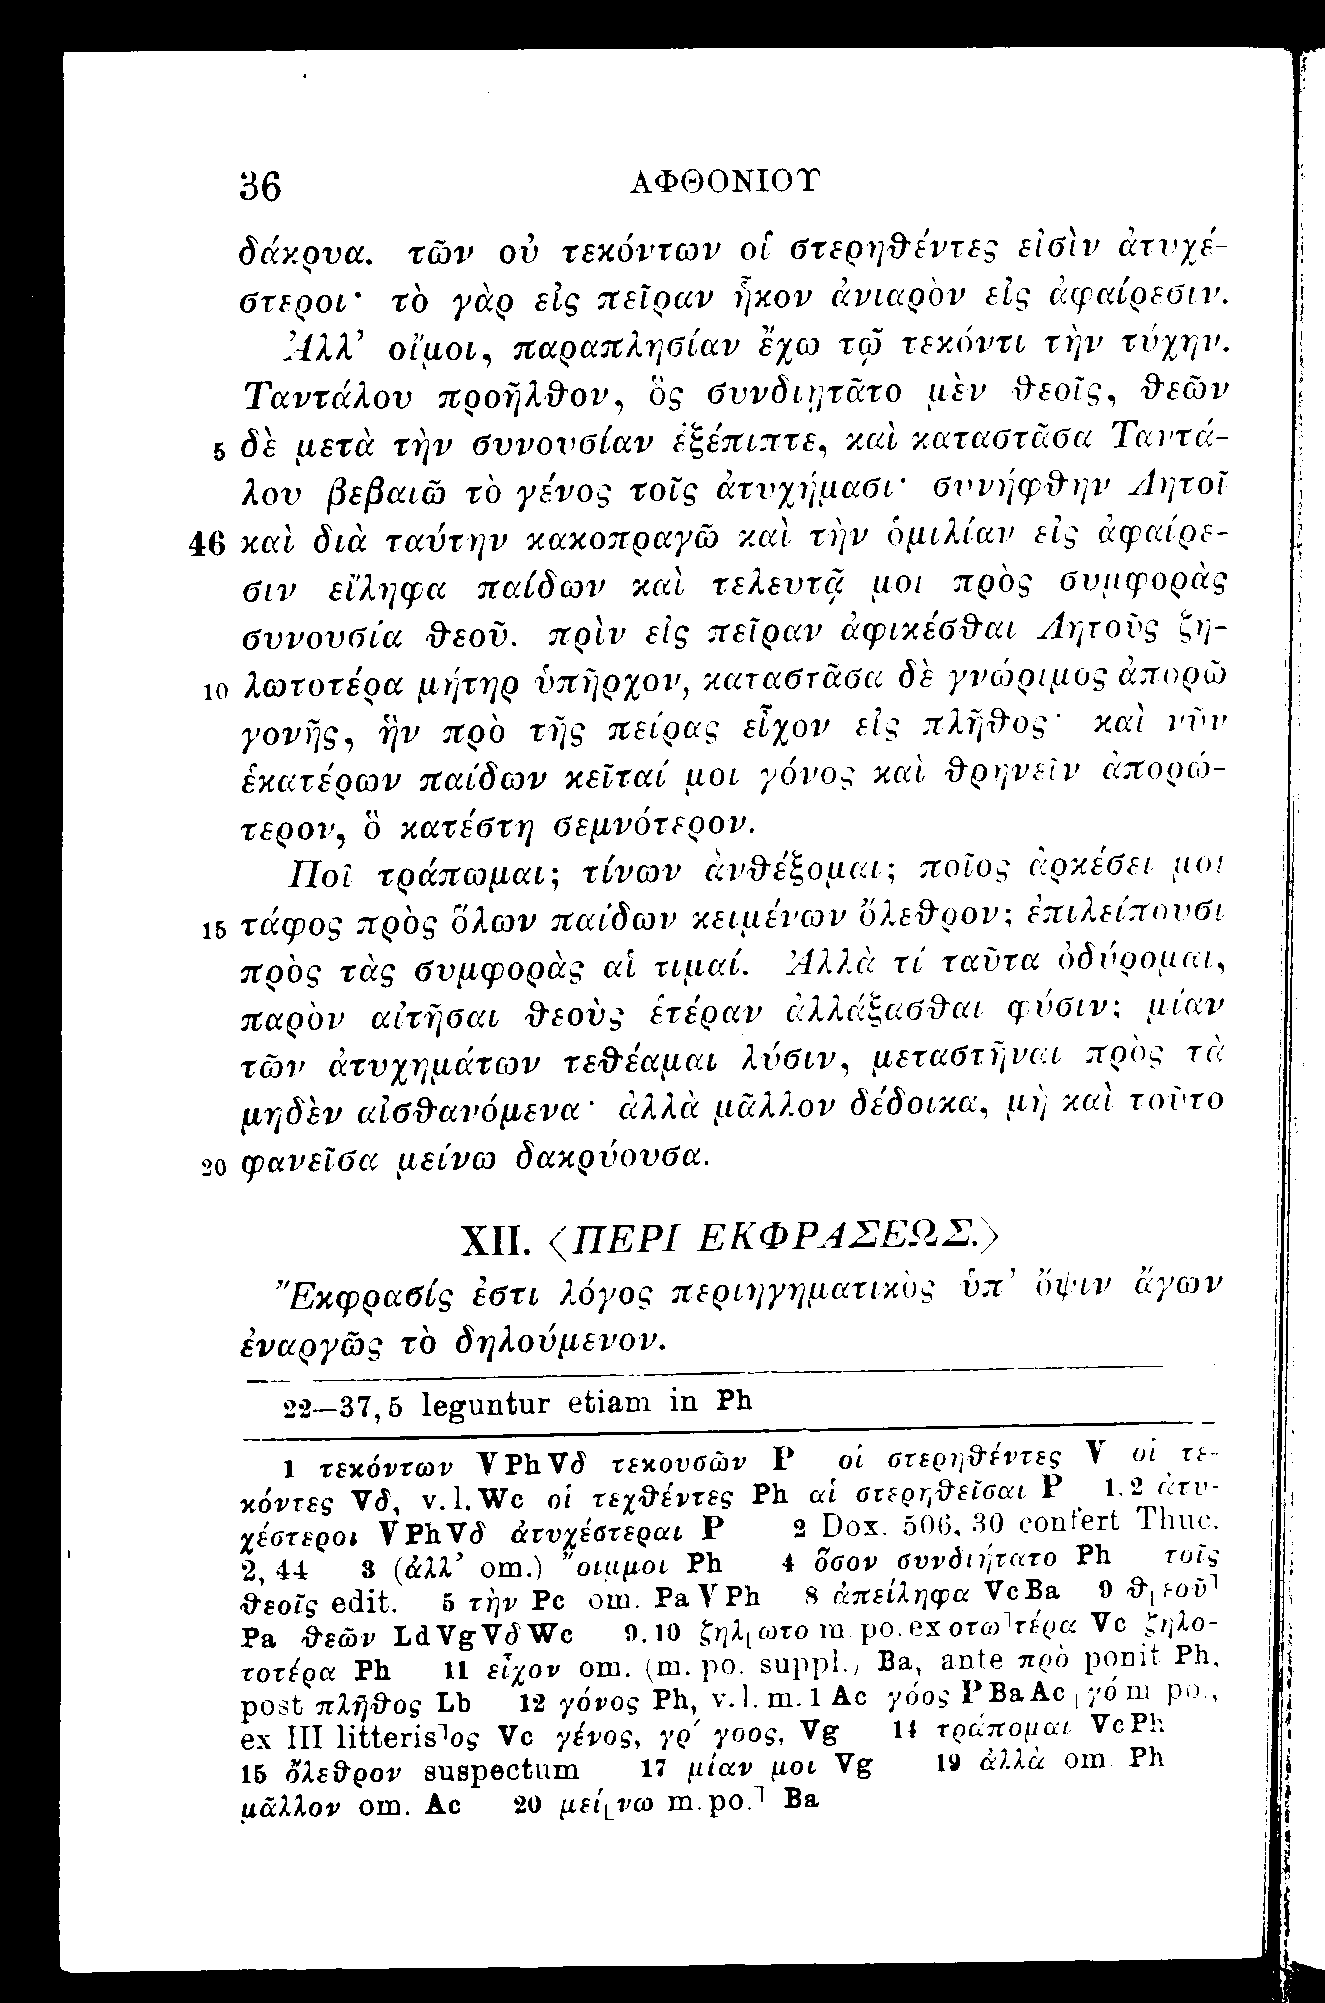 36 ΑΦΘΟΝΙΟΥ
δάκρυα. τῶν οὐ τεκόντων οἱ στερηθέντες εἰσὶν ἀτυχέ-
στεροι· τὸ γὰρ εἰς πεῖραν ἧκον ἀνιαρὸν εἰς ἀφαίρεσιν.
Ἀλλ’ οἴμοι, παραπλησίαν ἔχω τῷ τεκόντι τὴν τύχην.
Ταντάλου προῆλθον, ὃς συνδιῃτᾶτο μὲν θεοῖς, θεῶν
5 δὲ μετὰ τὴν συνουσίαν ἐξέπιπτε, καὶ καταστᾶσα Ταντά-
λου βεβαιῶ τὸ γένος τοῖς ἀτυχήμασι· συνήφθην Λητοῖ
46 καὶ διὰ ταύτην κακοπραγῶ καὶ τὴν ὁμιλίαν εἰς ἀφαίρε-
σιν εἴληφα παίδων καὶ τελευτᾷ μοι πρὸς συμφορὰς
συνουσία θεοῦ. πρὶν εἰς πεῖραν ἀφικέσθαι Λητοῦς ζη-
10 λωτοτέρα μήτηρ ὑπῆρχον, καταστᾶσα δὲ γνώριμος ἀπορῶ
γονῆς, ἣν πρὸ τῆς πείρας εἶχον εἰς πλῆθος· καὶ νῦν
ἑκατέρων παίδων κεῖταί μοι γόνος καὶ θρηνεῖν ἀπορώ-
τερον, ὃ κατέστη σεμνότερον.
Ποῖ τράπωμαι; τίνων ἀνθέξομαι; ποῖος ἀρκέσει μοι
15 τάφος πρὸς ὅλων παίδων κειμένων ὄλεθρον; ἐπιλείπουσι
πρὸς τὰς συμφορὰς αἱ τιμαί. Ἀλλὰ τί ταῦτα ὀδύρομαι,
παρὸν αἰτῆσαι θεοὺς ἑτέραν ἀλλάξασθαι φύσιν; μίαν
τῶν ἀτυχημάτων τεθέαμαι λύσιν, μεταστῆναι πρὸς τὰ
μηδὲν αἰσθανόμενα· ἀλλὰ μᾶλλον δέδοικα, μὴ καὶ τοῦτο
20 φανεῖσα μείνω δακρύουσα.
XII. ⟨ΠΕΡΙ ΕΚΦΡΑΣΕΩΣ.⟩
Ἔκφρασίς ἐστι λόγος περιηγηματικὸς ὑπ’ ὄψιν ἄγων
ἐναργῶς τὸ δηλούμενον.
22—37,5 leguntur etiam in Ph
1 τεκόντων VPhVδ τεκουσῶν P οἱ στερηθέντες V οἱ τε-
κόντες Vδ, v.l.Wc οἱ τεχθέντες Ph αἱ στερηθεῖσαι P 1.2 ἀτυ-
χέστεροι VPhVδ ἀτυχέστεραι P 2 Dox. 506, 30 confert Thuc.
2, 44 3 (ἀλλ’ om.) "οιμμοι Ph 4 ὅσον συνδιῄτατο Ph τοῖς
θεοῖς edit. 5 τὴν Pc om. PaVPh 8 ἀπείληφα VcBa 9 θ⌊εοῦ⌉
Pa θεῶν LdVgVδWc 9.10 ζηλ⌊ωτο m. po. ex οτω⌉τέρα Vc ζηλο-
τοτέρα Ph 11 εἶχον om. (m. po. suppl.) Ba, ante πρὸ ponit Ph,
post πλῆθος Lb 12 γόνος Ph, v.l. m. 1 Ac γόος PBaAc ⌊γό m po.,
ex III litteris⌉ος Vc γένος, γρ´ γοος, Vg 14 τράπομαι VcPh
15 ὄλεθρον suspectum 17 μίαν μοι Vg 19 ἀλλὰ om Ph
μᾶλλον om. Ac 20 μεί⌊νω m. po.⌉ Ba